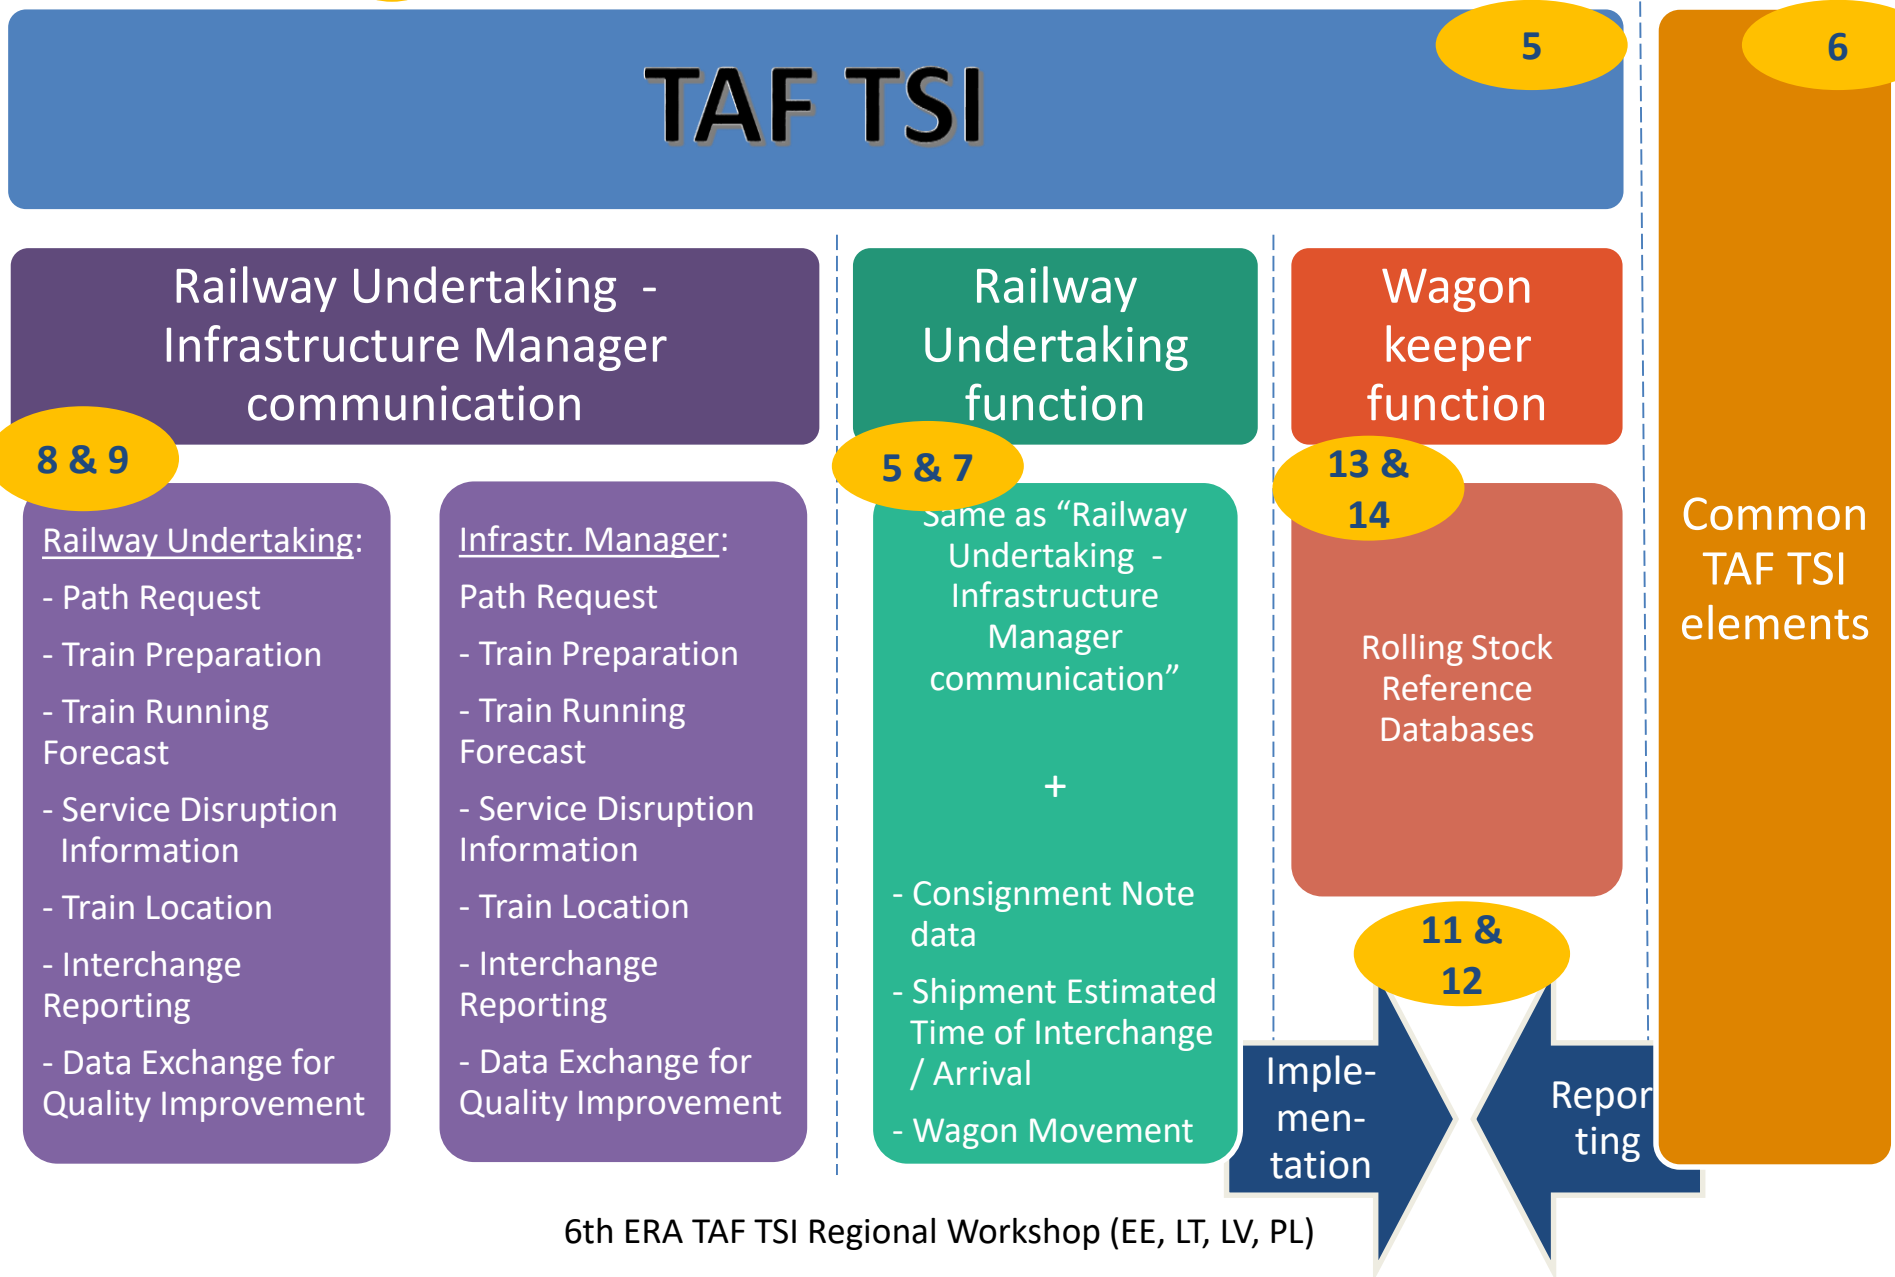 TAF TSI
5
6
Railway Undertaking -
Infrastructure Manager
communication
8 & 9
Railway Undertaking:
- Path Request
- Train Preparation
- Train Running
Forecast
- Service Disruption
Information
- Train Location
- Interchange
Reporting
- Data Exchange for
Quality Improvement
Infrastr. Manager:
Path Request
- Train Preparation
- Train Running
Forecast
- Service Disruption
Information
- Train Location
- Interchange
Reporting
- Data Exchange for
Quality Improvement
Railway
Undertaking
function
5 & 7
Same as “Railway
Undertaking -
Infrastructure
Manager
communication”
+
- Consignment Note
data
- Shipment Estimated
Time of Interchange
/ Arrival
- Wagon Movement
Wagon
keeper
function
13 &
14
Rolling Stock
Reference
Databases
11 &
12
Imple-
men-
tation
Repor
ting
Common
TAF TSI
elements
6th ERA TAF TSI Regional Workshop (EE, LT, LV, PL)